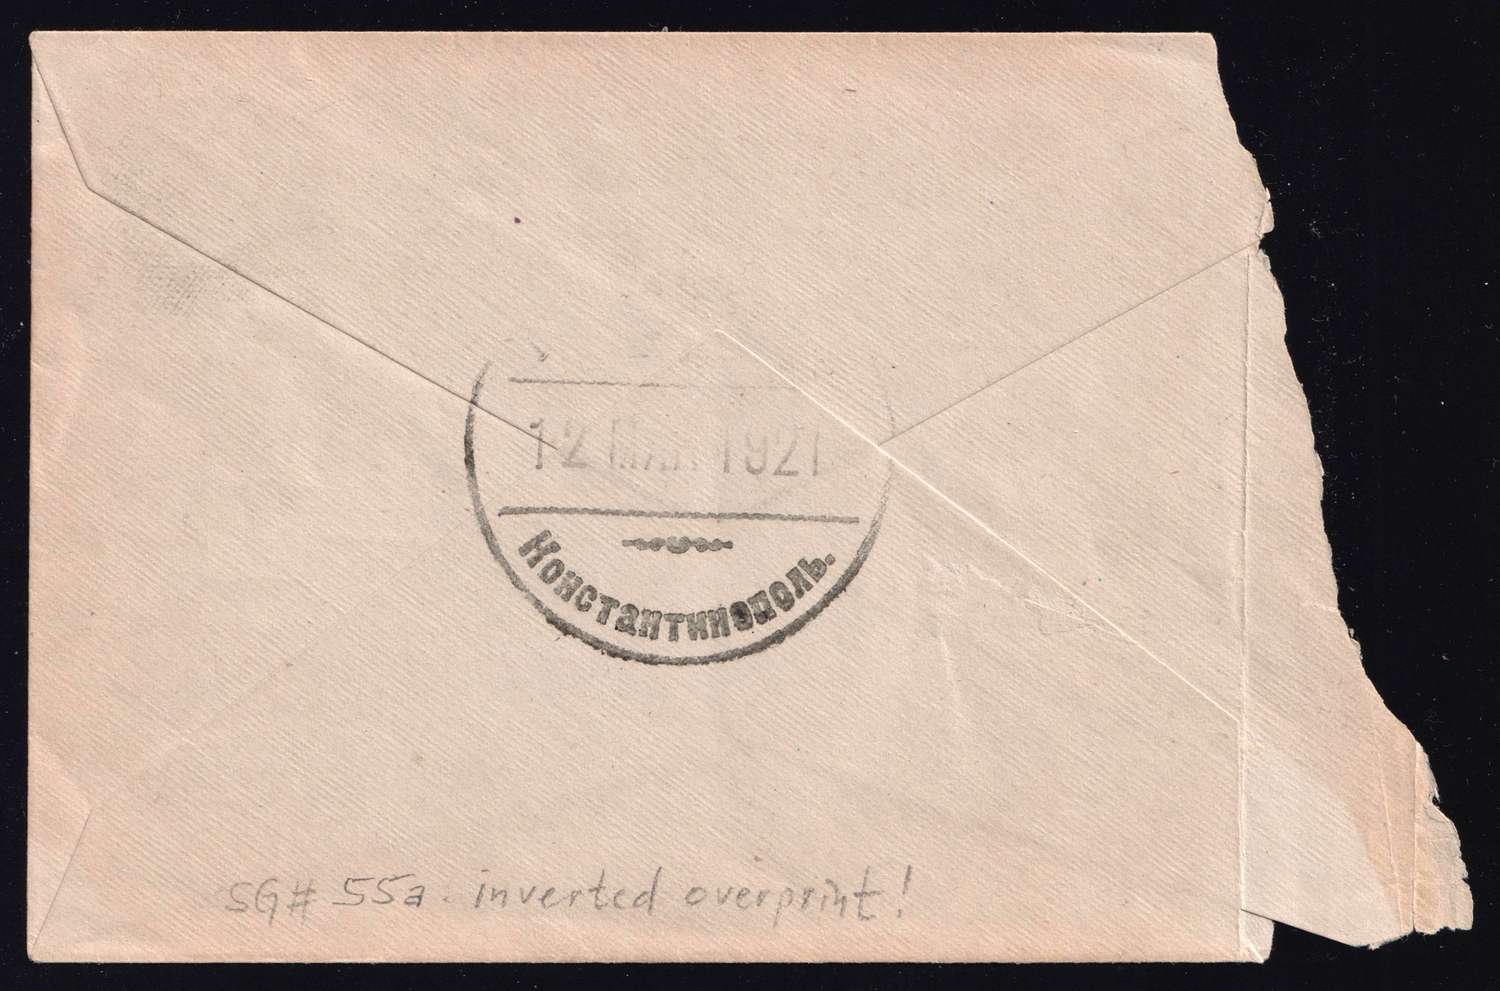 12 1921
Константинополь.
SG# 55a. inverted overprint!